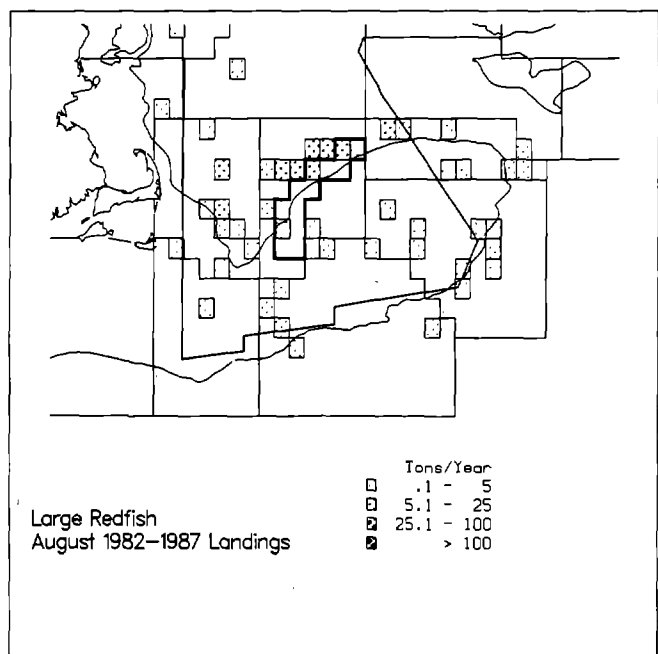 Tons/Year
.1 - 5
5.1 - 25
25.1 - 100
> 100
Large Redfish
August 1982-1987 Landings